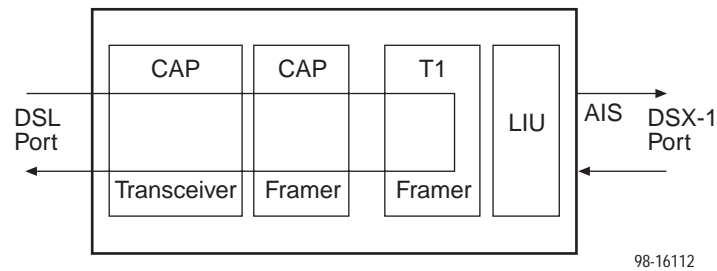 CAP
CAP
T1
LIU
DSL
Port
AIS
DSX-1
Port
Transceiver
Framer
Framer
98-16112